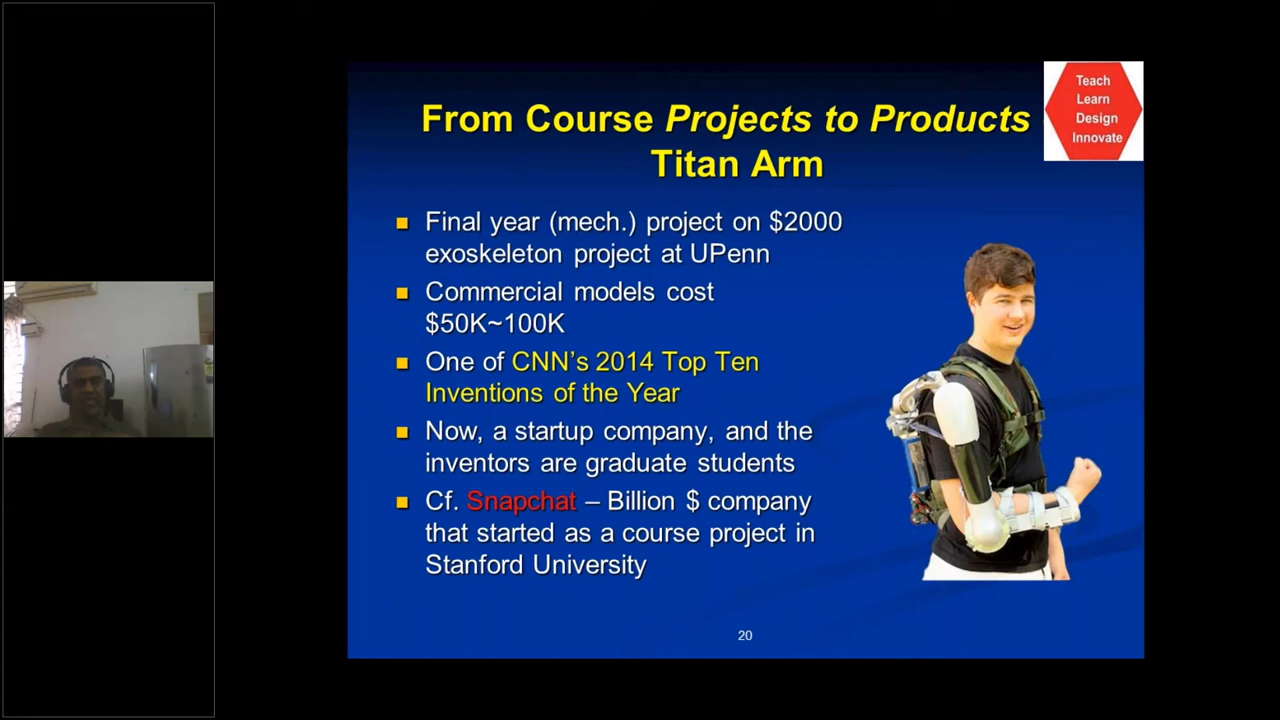 From Course Projects to Products
Titan Arm
Teach
Learn
Design
Innovate
Final year (mech.) project on $2000
exoskeleton project at UPenn
Commercial models cost
$50K~100K
One of CNN’s 2014 Top Ten
Inventions of the Year
Now, a startup company, and the
inventors are graduate students
Cf. Snapchat – Billion $ company
that started as a course project in
Stanford University
20